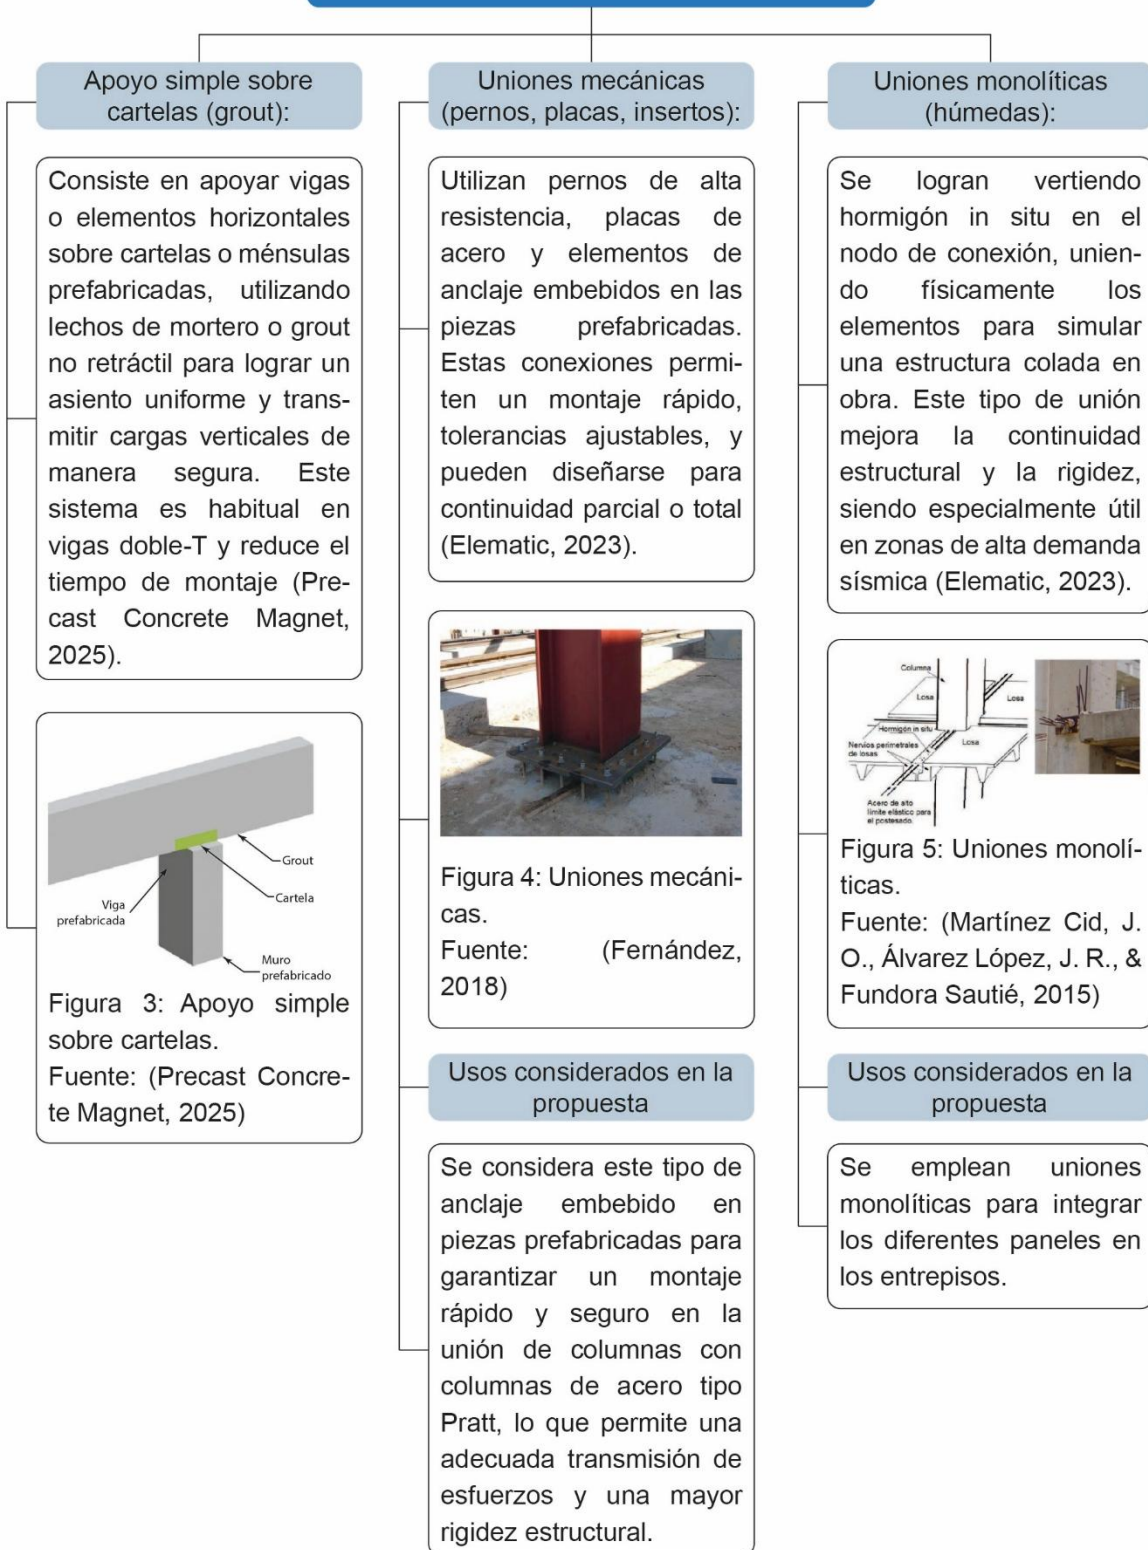 Apoyo simple sobre
cartelas (grout):
Consiste en apoyar vigas
o elementos horizontales
sobre cartelas o ménsulas
prefabricadas, utilizando
lechos de mortero o grout
no retráctil para lograr un
asiento uniforme y trans-
mitir cargas verticales de
manera segura. Este
sistema es habitual en
vigas doble-T y reduce el
tiempo de montaje (Pre-
cast Concrete Magnet,
2025).
Grout
Cartela
Viga
prefabricada
Muro
prefabricado
Figura 3: Apoyo simple
sobre cartelas.
Fuente: (Precast Concre-
te Magnet, 2025)
Uniones mecánicas
(pernos, placas, insertos):
Utilizan pernos de alta
resistencia, placas de
acero y elementos de
anclaje embebidos en las
piezas prefabricadas.
Estas conexiones permi-
ten un montaje rápido,
tolerancias ajustables, y
pueden diseñarse para
continuidad parcial o total
(Elematic, 2023).
Figura 4: Uniones mecáni-
cas.
Fuente: (Fernández,
2018)
Usos considerados en la
propuesta
Se considera este tipo de
anclaje embebido en
piezas prefabricadas para
garantizar un montaje
rápido y seguro en la
unión de columnas con
columnas de acero tipo
Pratt, lo que permite una
adecuada transmisión de
esfuerzos y una mayor
rigidez estructural.
Uniones monolíticas
(húmedas):
Se logran vertiendo
hormigón in situ en el
nodo de conexión, unien-
do físicamente los
elementos para simular
una estructura colada en
obra. Este tipo de unión
mejora la continuidad
estructural y la rigidez,
siendo especialmente útil
en zonas de alta demanda
sísmica (Elematic, 2023).
Columna
Losa
Losa
Hormigón in situ
Losa
Nervios perimetrales
de losas
Acero de alto
límite elástico para
el postesado
Figura 5: Uniones monolí-
ticas.
Fuente: (Martínez Cid, J.
O., Álvarez López, J. R., &
Fundora Sautié, 2015)
Usos considerados en la
propuesta
Se emplean uniones
monolíticas para integrar
los diferentes paneles en
los entrepisos.